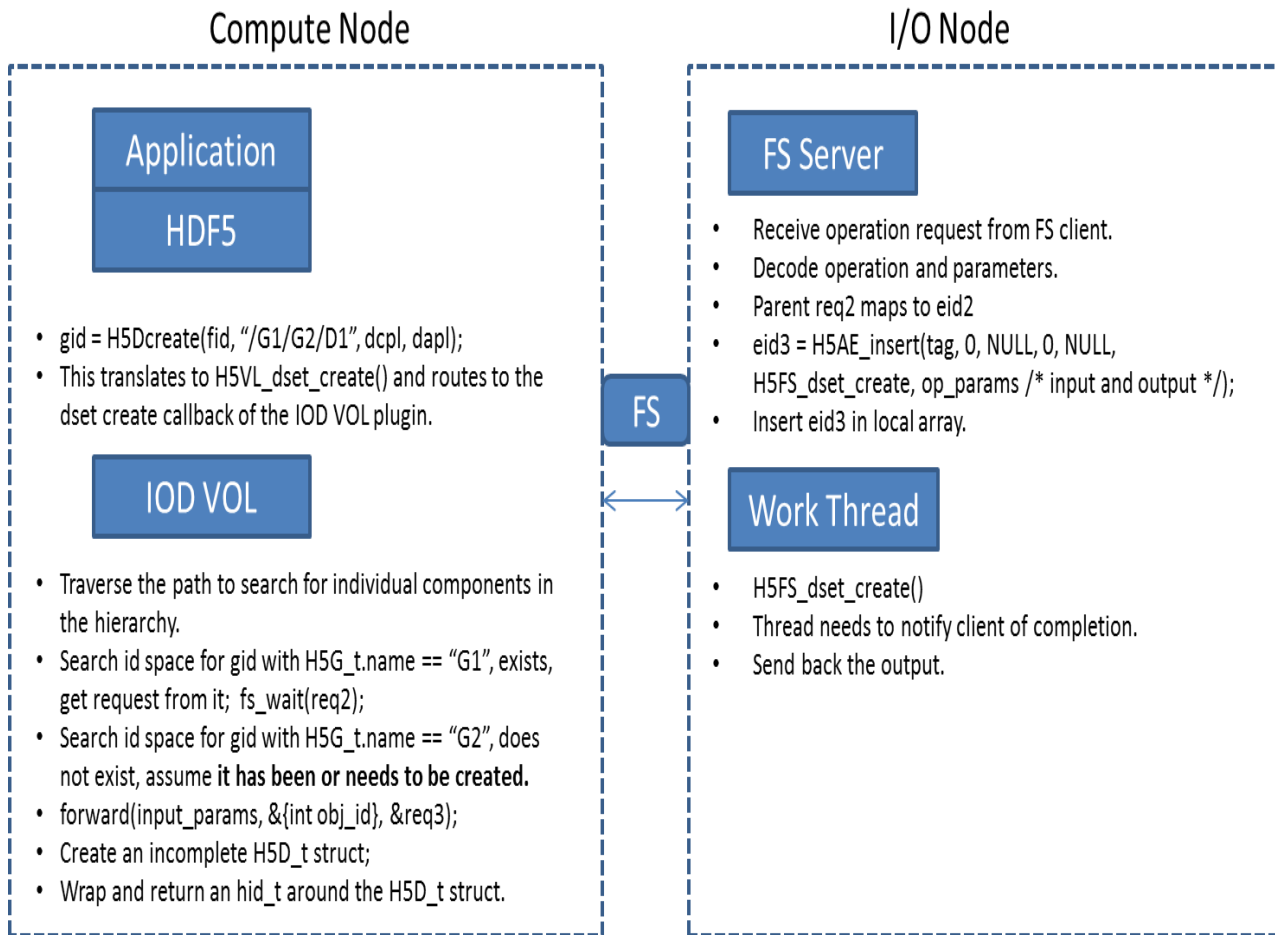 Compute Node
Application
HDF5
• gid = H5Dcreate(fid, “/G1/G2/D1”, dcpl, dapl);
• This translates to H5VL_dset_create() and routes to the
dset create callback of the IOD VOL plugin.
IOD VOL
• Traverse the path to search for individual components in
the hierarchy.
• Search id space for gid with H5G_t.name == “G1”, exists,
get request from it; fs_wait(req2);
• Search id space for gid with H5G_t.name == “G2”, does
not exist, assume it has been or needs to be created.
• forward(input_params, &{int obj_id}, &req3);
• Create an incomplete H5D_t struct;
• Wrap and return an hid_t around the H5D_t struct.
FS
I/O Node
FS Server
• Receive operation request from FS client.
• Decode operation and parameters.
• Parent req2 maps to eid2
• eid3 = H5AE_insert(tag, 0, NULL, 0, NULL,
H5FS_dset_create, op_params /* input and output */);
• Insert eid3 in local array.
Work Thread
• H5FS_dset_create()
• Thread needs to notify client of completion.
• Send back the output.